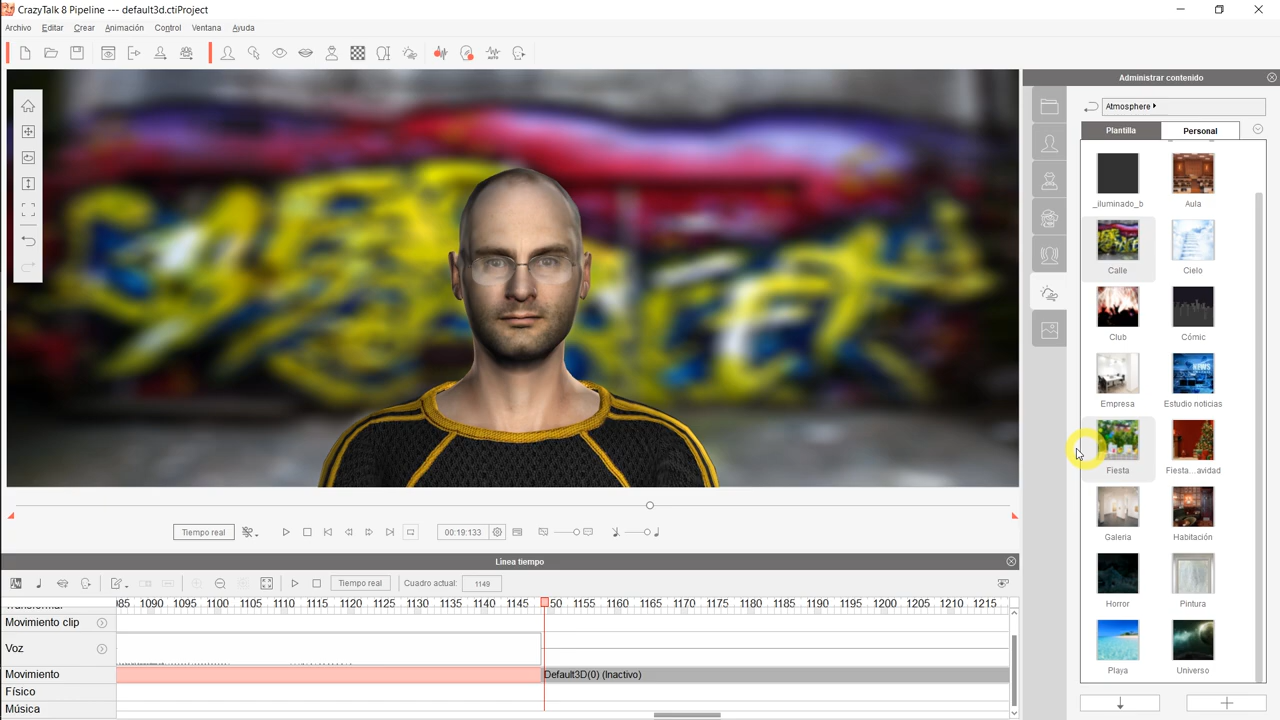 CrazyTalk 8 Pipeline --- default3d.ctiProject
Archivo Editar Crear Animación Control Ventana Ayuda
Administrar contenido
Atmosphere
Plantilla Personal
_iluminado_b Aula
Calle Cielo
Club Cómic
Empresa Estudio noticias
Fiesta Fiesta...avidad
Galeria Habitación
Horror Pintura
Playa Universo
Tiempo real 00:19:133
Linea tiempo
Tiempo real Cuadro actual: 1149
085 1090 1095 1100 1105 1110 1115 1120 1125 1130 1135 1140 1145 50 1155 1160 1165 1170 1175 1180 1185 1190 1195 1200 1205 1210 1215
Transformar
Movimiento clip
Voz
Movimiento Default3D(0) (Inactivo)
Físico
Música